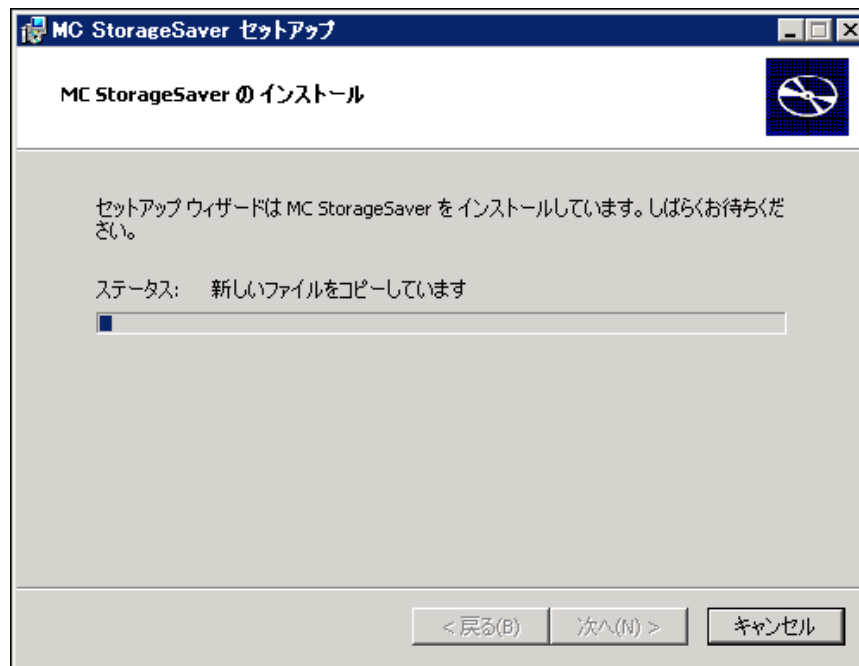 MC StorageSaver セットアップ
MC StorageSaver の インストール
セットアップ ウィザードは MC StorageSaver を インストールしています。しばらくお待ちくだ
さい。
ステータス: 新しいファイルをコピーしています
< 戻る(B) 次へ(N) > キャンセル